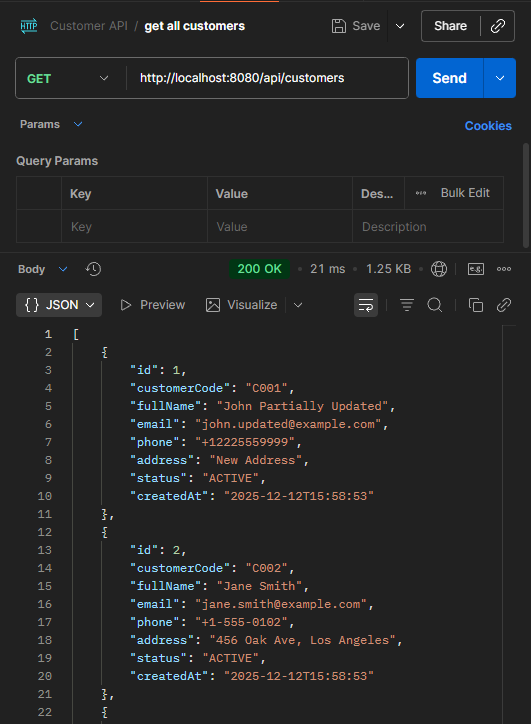 HTTP Customer API / get all customers Save Share
GET http://localhost:8080/api/customers Send
Params Cookies
Query Params
Key Value Des... Bulk Edit
Key Value Description
Body 200 OK • 21 ms • 1.25 KB e.g.
{} JSON Preview Visualize
1 [
2 {
3 "id": 1,
4 "customerCode": "C001",
5 "fullName": "John Partially Updated",
6 "email": "john.updated@example.com",
7 "phone": "+12225559999",
8 "address": "New Address",
9 "status": "ACTIVE",
10 "createdAt": "2025-12-12T15:58:53"
11 },
12 {
13 "id": 2,
14 "customerCode": "C002",
15 "fullName": "Jane Smith",
16 "email": "jane.smith@example.com",
17 "phone": "+1-555-0102",
18 "address": "456 Oak Ave, Los Angeles",
19 "status": "ACTIVE",
20 "createdAt": "2025-12-12T15:58:53"
21 },
22 {